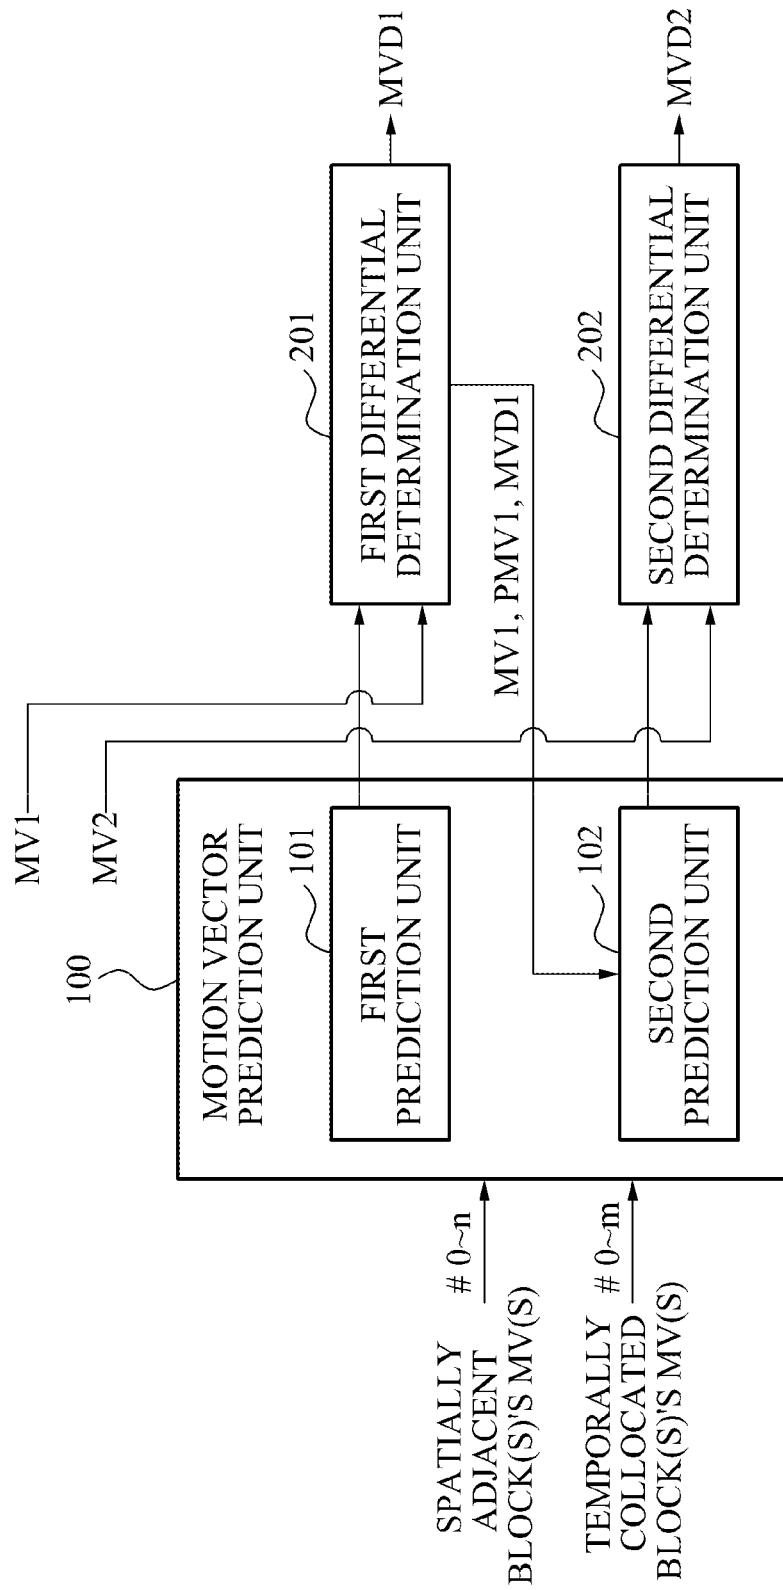 MV1
MV2
100
MOTION VECTOR
PREDICTION UNIT
SPATIALLY
ADJACENT
BLOCK(S)'S MV(S)
# 0~n
TEMPORALLY
COLLOCATED
BLOCK(S)'S MV(S)
# 0~m
101
FIRST
PREDICTION UNIT
102
SECOND
PREDICTION UNIT
201
FIRST DIFFERENTIAL
DETERMINATION UNIT
MVD1
MV1, PMV1, MVD1
202
SECOND DIFFERENTIAL
DETERMINATION UNIT
MVD2